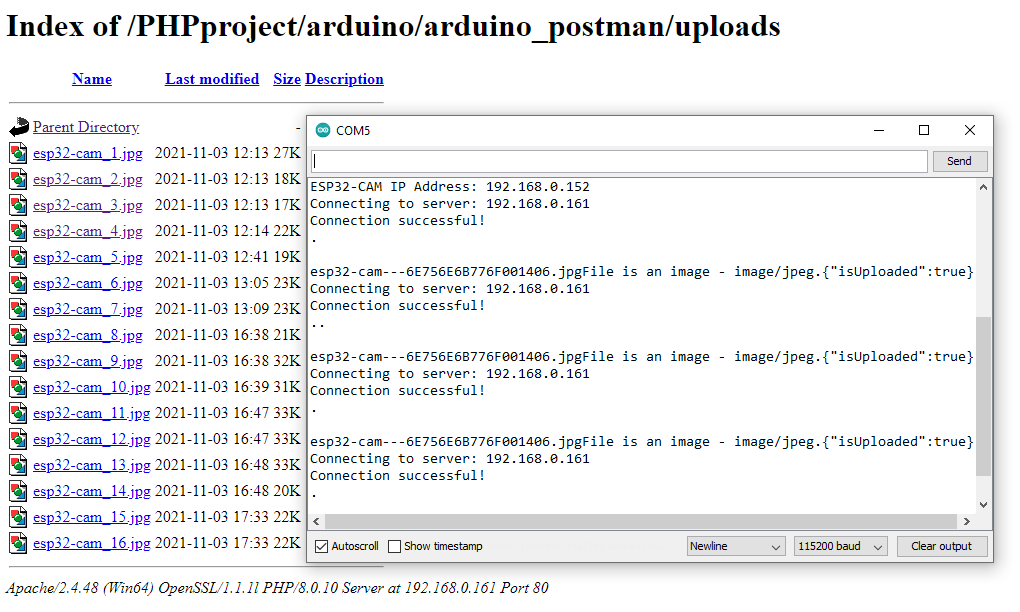 Index of /PHPproject/arduino/arduino_postman/uploads
Name Last modified Size Description
Parent Directory -
esp32-cam_1.jpg 2021-11-03 12:13 27K
esp32-cam_2.jpg 2021-11-03 12:13 18K
esp32-cam_3.jpg 2021-11-03 12:13 17K
esp32-cam_4.jpg 2021-11-03 12:14 22K
esp32-cam_5.jpg 2021-11-03 12:41 19K
esp32-cam_6.jpg 2021-11-03 13:05 23K
esp32-cam_7.jpg 2021-11-03 13:09 23K
esp32-cam_8.jpg 2021-11-03 16:38 21K
esp32-cam_9.jpg 2021-11-03 16:38 32K
esp32-cam_10.jpg 2021-11-03 16:39 31K
esp32-cam_11.jpg 2021-11-03 16:47 33K
esp32-cam_12.jpg 2021-11-03 16:47 33K
esp32-cam_13.jpg 2021-11-03 16:48 33K
esp32-cam_14.jpg 2021-11-03 16:48 20K
esp32-cam_15.jpg 2021-11-03 17:33 22K
esp32-cam_16.jpg 2021-11-03 17:33 22K
Apache/2.4.48 (Win64) OpenSSL/1.1.1l PHP/8.0.10 Server at 192.168.0.161 Port 80
COM5
Send
ESP32-CAM IP Address: 192.168.0.152
Connecting to server: 192.168.0.161
Connection successful!
.
esp32-cam---6E756E6B776F001406.jpgFile is an image - image/jpeg.{"isUploaded":true}
Connecting to server: 192.168.0.161
Connection successful!
..
esp32-cam---6E756E6B776F001406.jpgFile is an image - image/jpeg.{"isUploaded":true}
Connecting to server: 192.168.0.161
Connection successful!
.
esp32-cam---6E756E6B776F001406.jpgFile is an image - image/jpeg.{"isUploaded":true}
Connecting to server: 192.168.0.161
Connection successful!
.
Autoscroll Show timestamp Newline 115200 baud Clear output